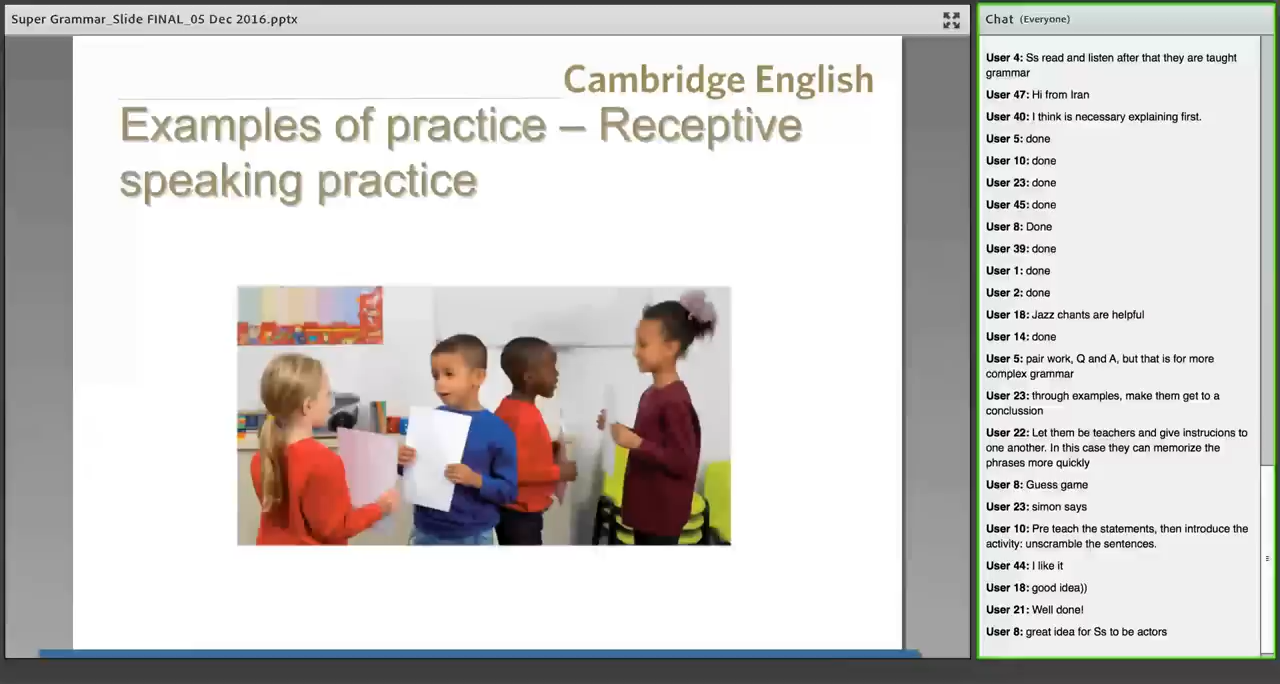 Super Grammar_Slide FINAL_05 Dec 2016.pptx
Cambridge English
Examples of practice – Receptive
speaking practice
Chat (Everyone)
User 4: Ss read and listen after that they are taught
grammar
User 47: Hi from Iran
User 40: I think is necessary explaining first.
User 5: done
User 10: done
User 23: done
User 45: done
User 8: Done
User 39: done
User 1: done
User 2: done
User 18: Jazz chants are helpful
User 14: done
User 5: pair work, Q and A, but that is for more
complex grammar
User 23: through examples, make them get to a
conclussion
User 22: Let them be teachers and give instrucions to
one another. In this case they can memorize the
phrases more quickly
User 8: Guess game
User 23: simon says
User 10: Pre teach the statements, then introduce the
activity: unscramble the sentences.
User 44: I like it
User 18: good idea))
User 21: Well done!
User 8: great idea for Ss to be actors